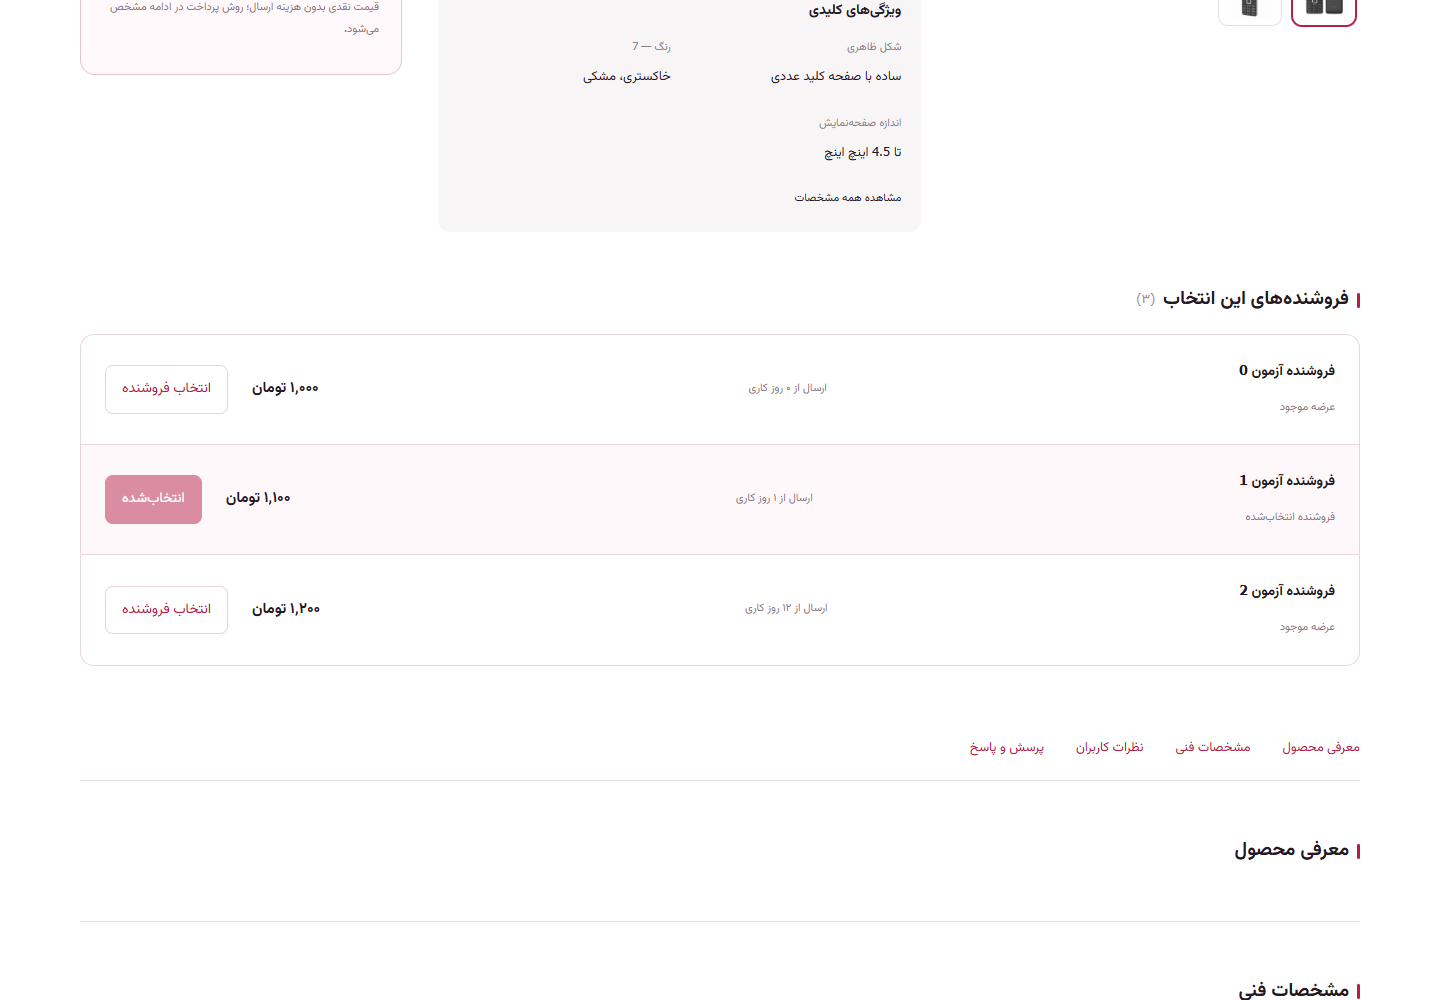 قیمت نقدی بدون هزینه ارسال؛ روش پرداخت در ادامه مشخص
می‌شود.
ویژگی‌های کلیدی
شکل ظاهری
ساده با صفحه کلید عددی
رنگ — 7
خاکستری، مشکی
اندازه صفحه‌نمایش
تا 4.5 اینچ اینچ
مشاهده همه مشخصات
فروشنده‌های این انتخاب (۳)
فروشنده آزمون 0
عرضه موجود
ارسال از ۰ روز کاری
۱,۰۰۰ تومان
انتخاب فروشنده
فروشنده آزمون 1
فروشنده انتخاب‌شده
ارسال از ۱ روز کاری
۱,۱۰۰ تومان
انتخاب‌شده
فروشنده آزمون 2
عرضه موجود
ارسال از ۱۲ روز کاری
۱,۲۰۰ تومان
انتخاب فروشنده
معرفی محصول
مشخصات فنی
نظرات کاربران
پرسش و پاسخ
معرفی محصول
مشخصات فنی